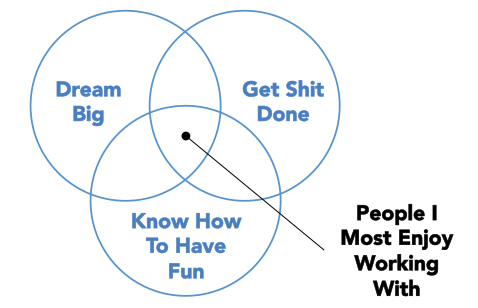 Dream
Big
Get Shit
Done
Know How
To Have
Fun
People I
Most Enjoy
Working
With